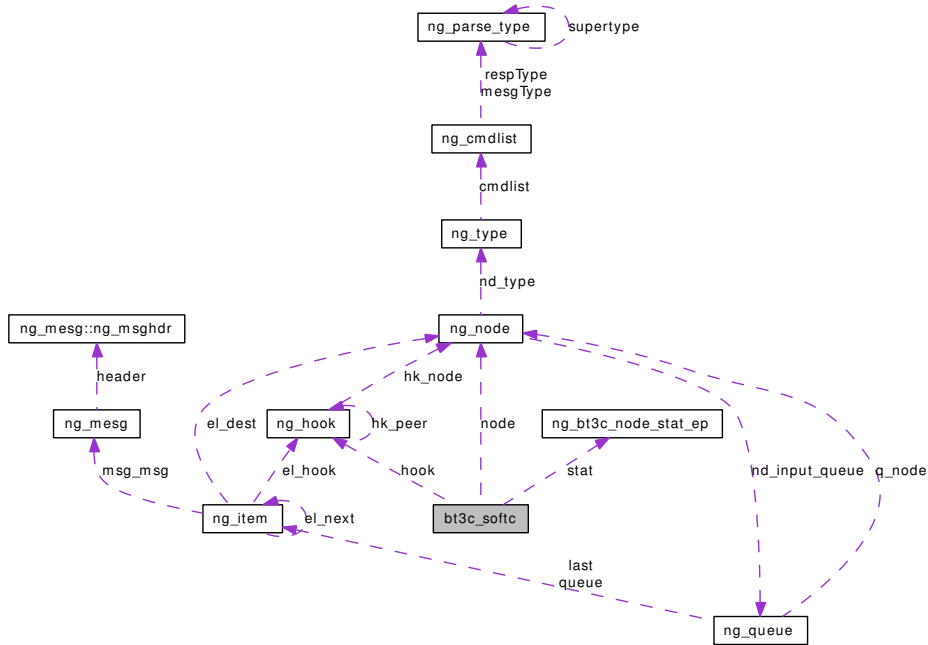 ng_parse_type
supertype
respType
mesgType
ng_cmdlist
cmdlist
ng_type
nd_type
ng_mesg::ng_msghdr
ng_node
header
hk_node
ng_mesg
el_dest
ng_hook
hk_peer
node
ng_bt3c_node_stat_ep
msg_msg
el_hook
hook
stat
nd_input_queue
q_node
ng_item
el_next
bt3c_softc
last
queue
ng_queue